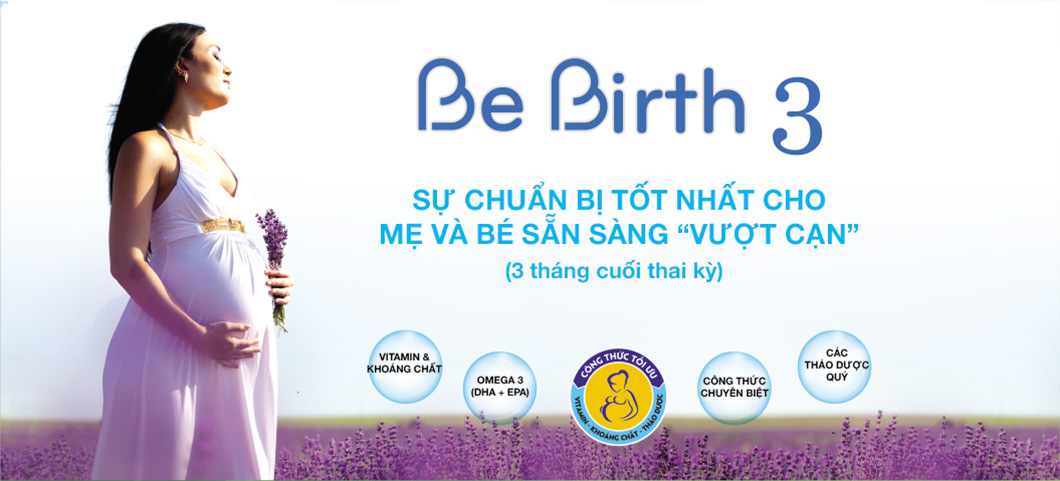 Be Birth 3
SỰ CHUẨN BỊ TỐT NHẤT CHO
MẸ VÀ BÉ SẴN SÀNG “VƯỢT CẠN”
(3 tháng cuối thai kỳ)
VITAMIN &
KHOÁNG CHẤT
OMEGA 3
(DHA + EPA)
CÔNG THỨC TỐI ƯU
VITAMIN - KHOÁNG CHẤT - THẢO DƯỢC
CÔNG THỨC
CHUYÊN BIỆT
CÁC
THẢO DƯỢC
QUÝ